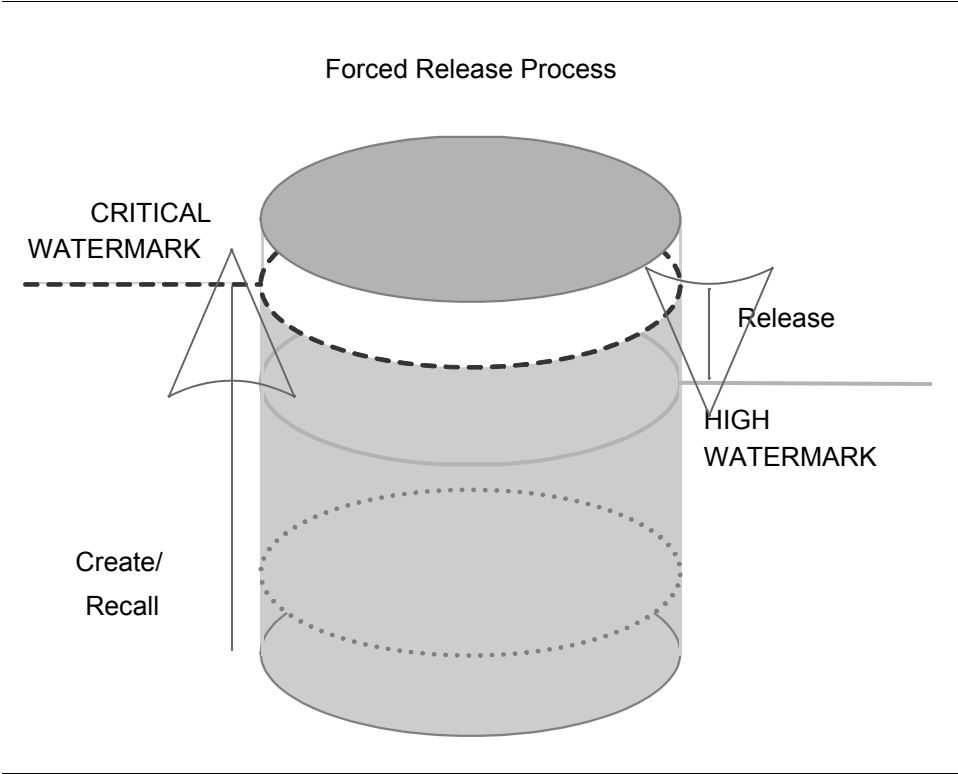 Forced Release Process
CRITICAL
WATERMARK
Release
HIGH
WATERMARK
Create/
Recall